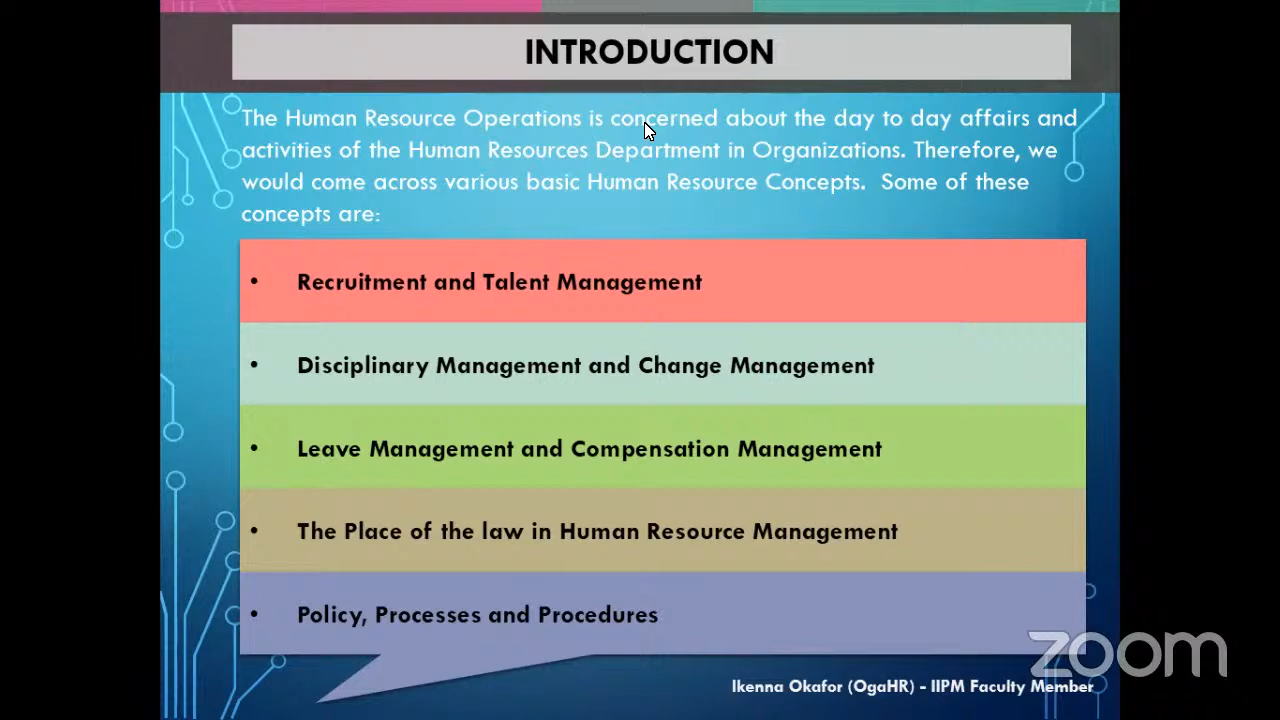 INTRODUCTION
The Human Resource Operations is concerned about the day to day affairs and
activities of the Human Resources Department in Organizations. Therefore, we
would come across various basic Human Resource Concepts. Some of these
concepts are:
• Recruitment and Talent Management
• Disciplinary Management and Change Management
• Leave Management and Compensation Management
• The Place of the law in Human Resource Management
• Policy, Processes and Procedures
zoom
Ikenna Okafor (OgaHR) - IIPM Faculty Member